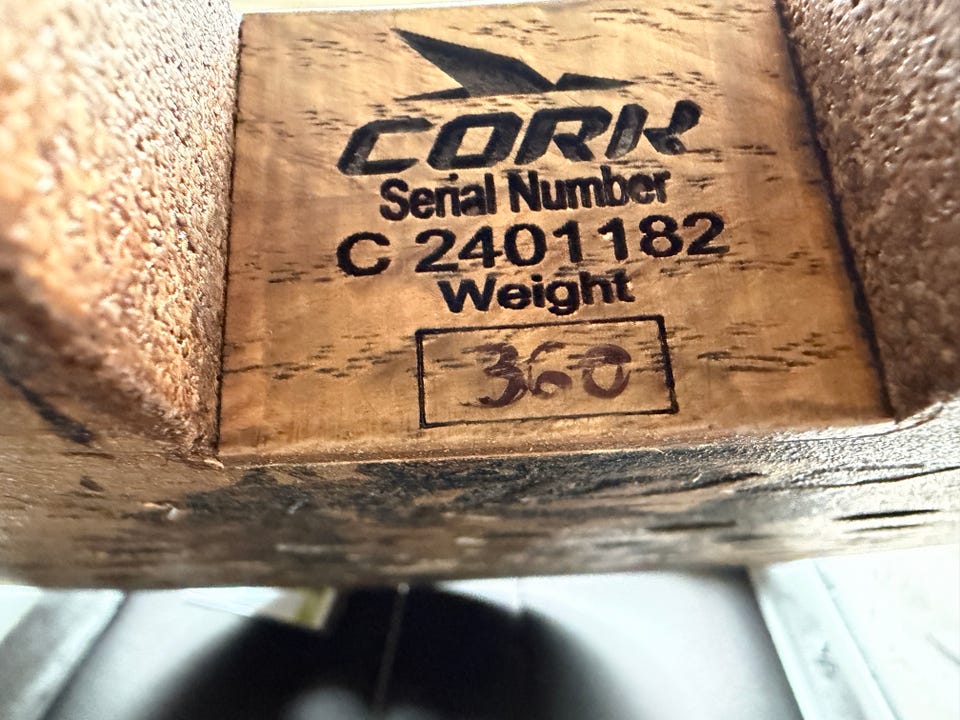 CORK
Serial Number
C 2401182
Weight
360